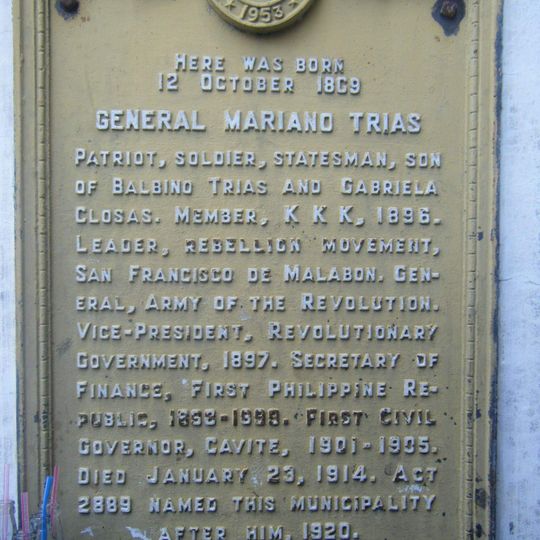 1953
HERE WAS BORN
12 OCTOBER 1869
GENERAL MARIANO TRIAS
PATRIOT, SOLDIER, STATESMAN, SON
OF BALBINO TRIAS AND GABRIELA
CLOSAS. MEMBER, K K K, 1896.
LEADER, REBELLION MOVEMENT,
SAN FRANCISCO DE MALABON. GEN-
ERAL, ARMY OF THE REVOLUTION.
VICE-PRESIDENT, REVOLUTIONARY
GOVERNMENT, 1897. SECRETARY OF
FINANCE, FIRST PHILIPPINE RE-
PUBLIC, 1898-1899. FIRST CIVIL
GOVERNOR, CAVITE, 1901-1905.
DIED JANUARY 23, 1914. ACT
2889 NAMED THIS MUNICIPALITY
AFTER HIM, 1920.